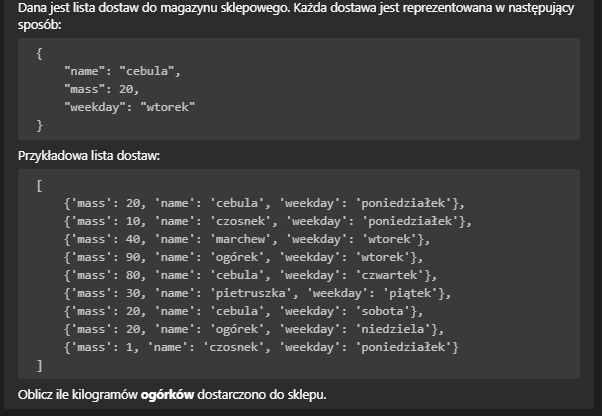 Dana jest lista dostaw do magazynu sklepowego. Każda dostawa jest reprezentowana w następujący
sposób:
{
    "name": "cebula",
    "mass": 20,
    "weekday": "wtorek"
}
Przykładowa lista dostaw:
[
    {'mass': 20, 'name': 'cebula', 'weekday': 'poniedziałek'},
    {'mass': 10, 'name': 'czosnek', 'weekday': 'poniedziałek'},
    {'mass': 40, 'name': 'marchew', 'weekday': 'wtorek'},
    {'mass': 90, 'name': 'ogórek', 'weekday': 'wtorek'},
    {'mass': 80, 'name': 'cebula', 'weekday': 'czwartek'},
    {'mass': 30, 'name': 'pietruszka', 'weekday': 'piątek'},
    {'mass': 20, 'name': 'cebula', 'weekday': 'sobota'},
    {'mass': 20, 'name': 'ogórek', 'weekday': 'niedziela'},
    {'mass': 1, 'name': 'czosnek', 'weekday': 'poniedziałek'}
]
Oblicz ile kilogramów ogórków dostarczono do sklepu.